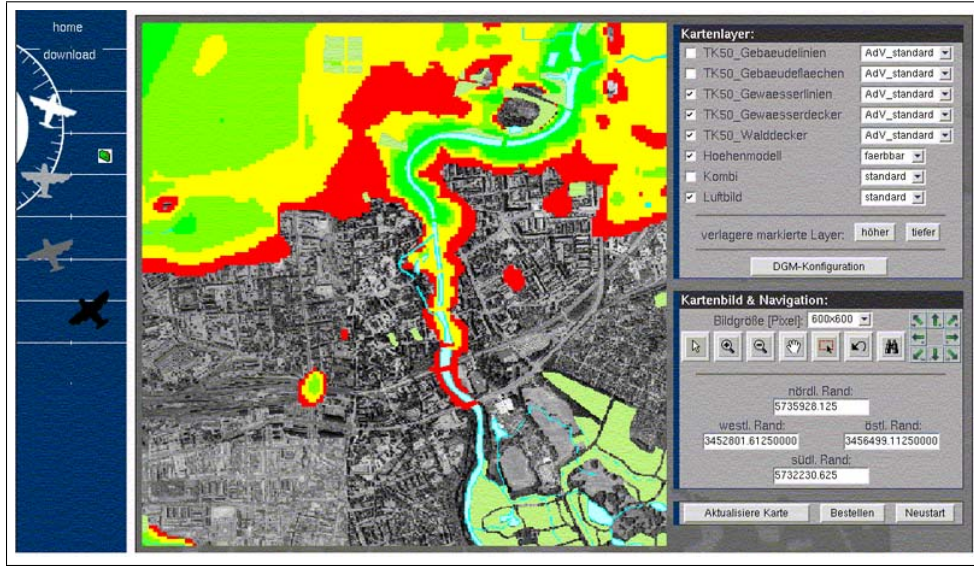 home
download
Kartenlayer:
TK50_Gebaeudelinien AdV_standard
TK50_Gebaeudeflaechen AdV_standard
TK50_Gewaesserlinien AdV_standard
TK50_Gewaesserdecker AdV_standard
TK50_Walddecker AdV_standard
Hoehenmodell faerbbar
Kombi standard
Luftbild standard
verlagere markierte Layer: höher tiefer
DGM-Konfiguration
Kartenbild & Navigation:
Bildgröße [Pixel]: 600x600
nördl. Rand:
5735928.125
westl. Rand: östl. Rand:
3452801.61250000 3456499.11250000
südl. Rand:
5732230.625
Aktualisiere Karte Bestellen Neustart